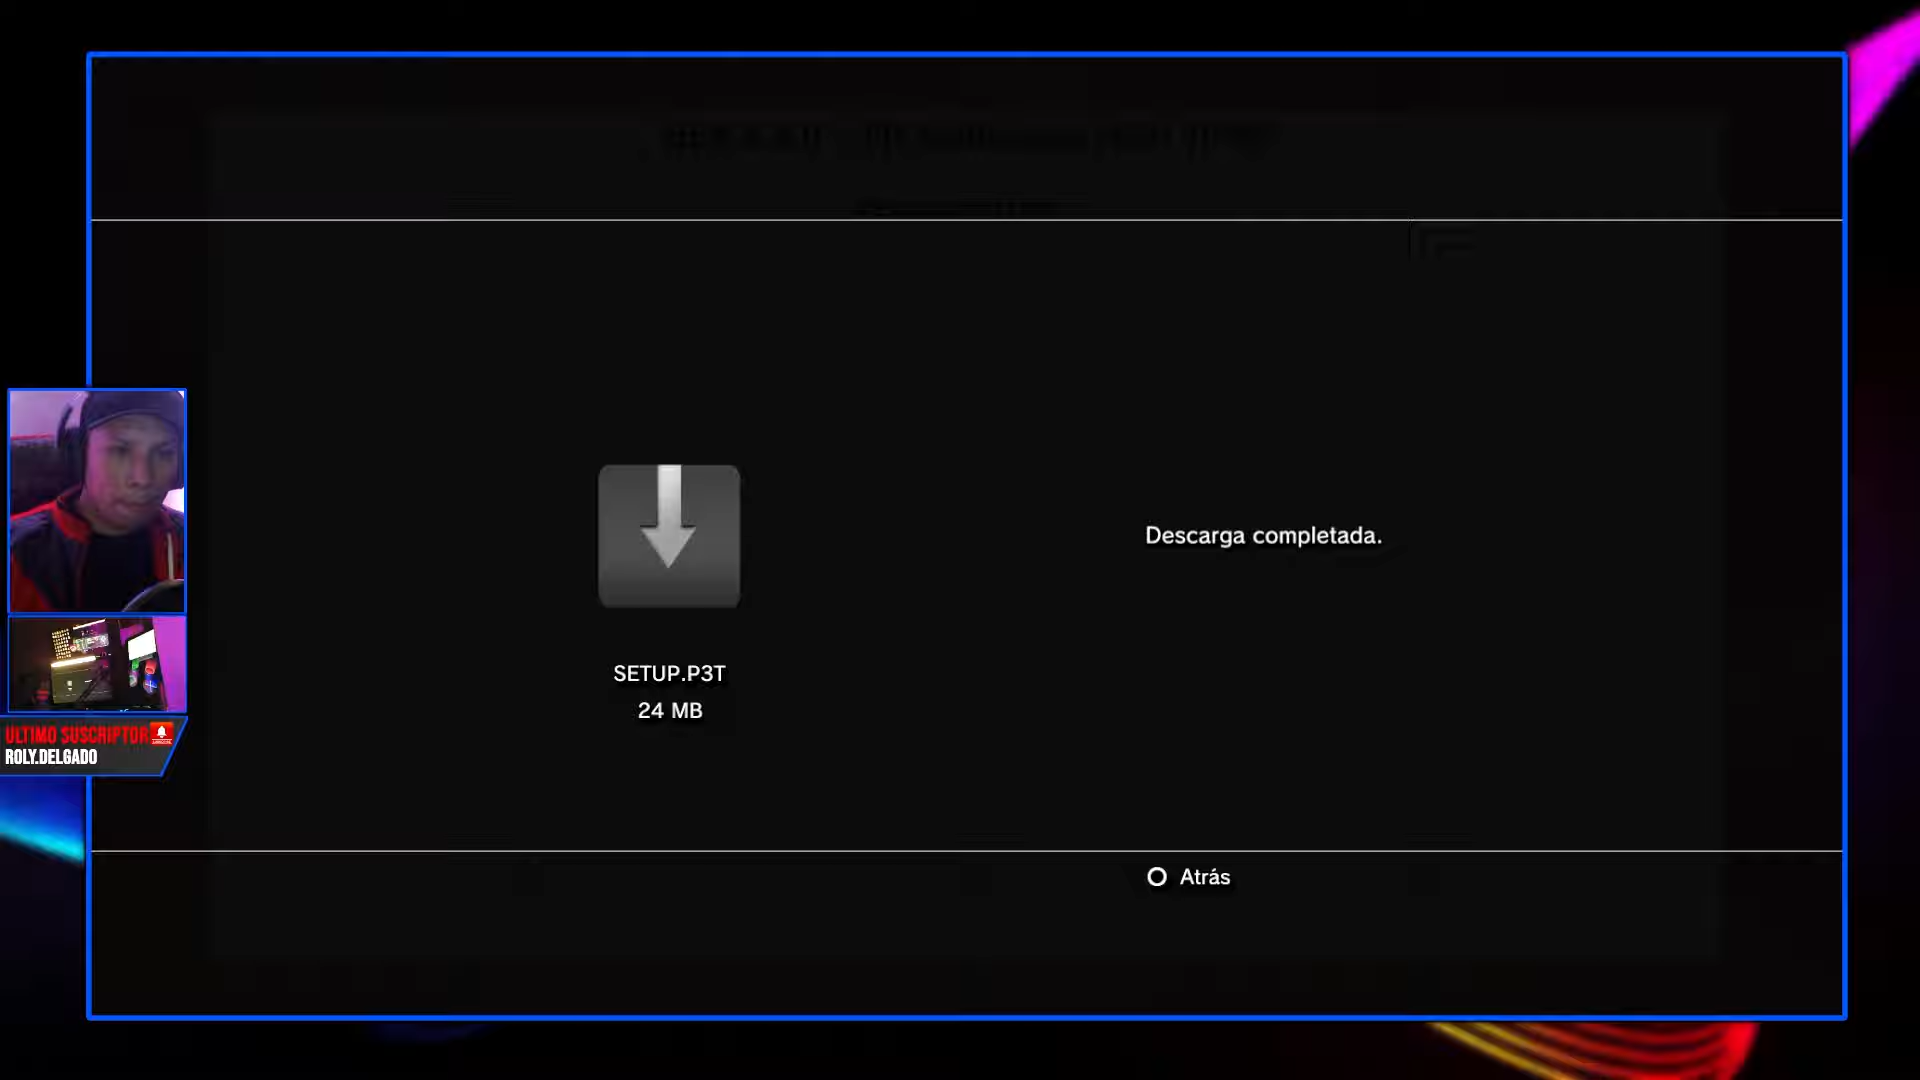 Descarga completada.
SETUP.P3T
24 MB
ULTIMO SUSCRIPTOR
ROLY.DELGADO
Atrás